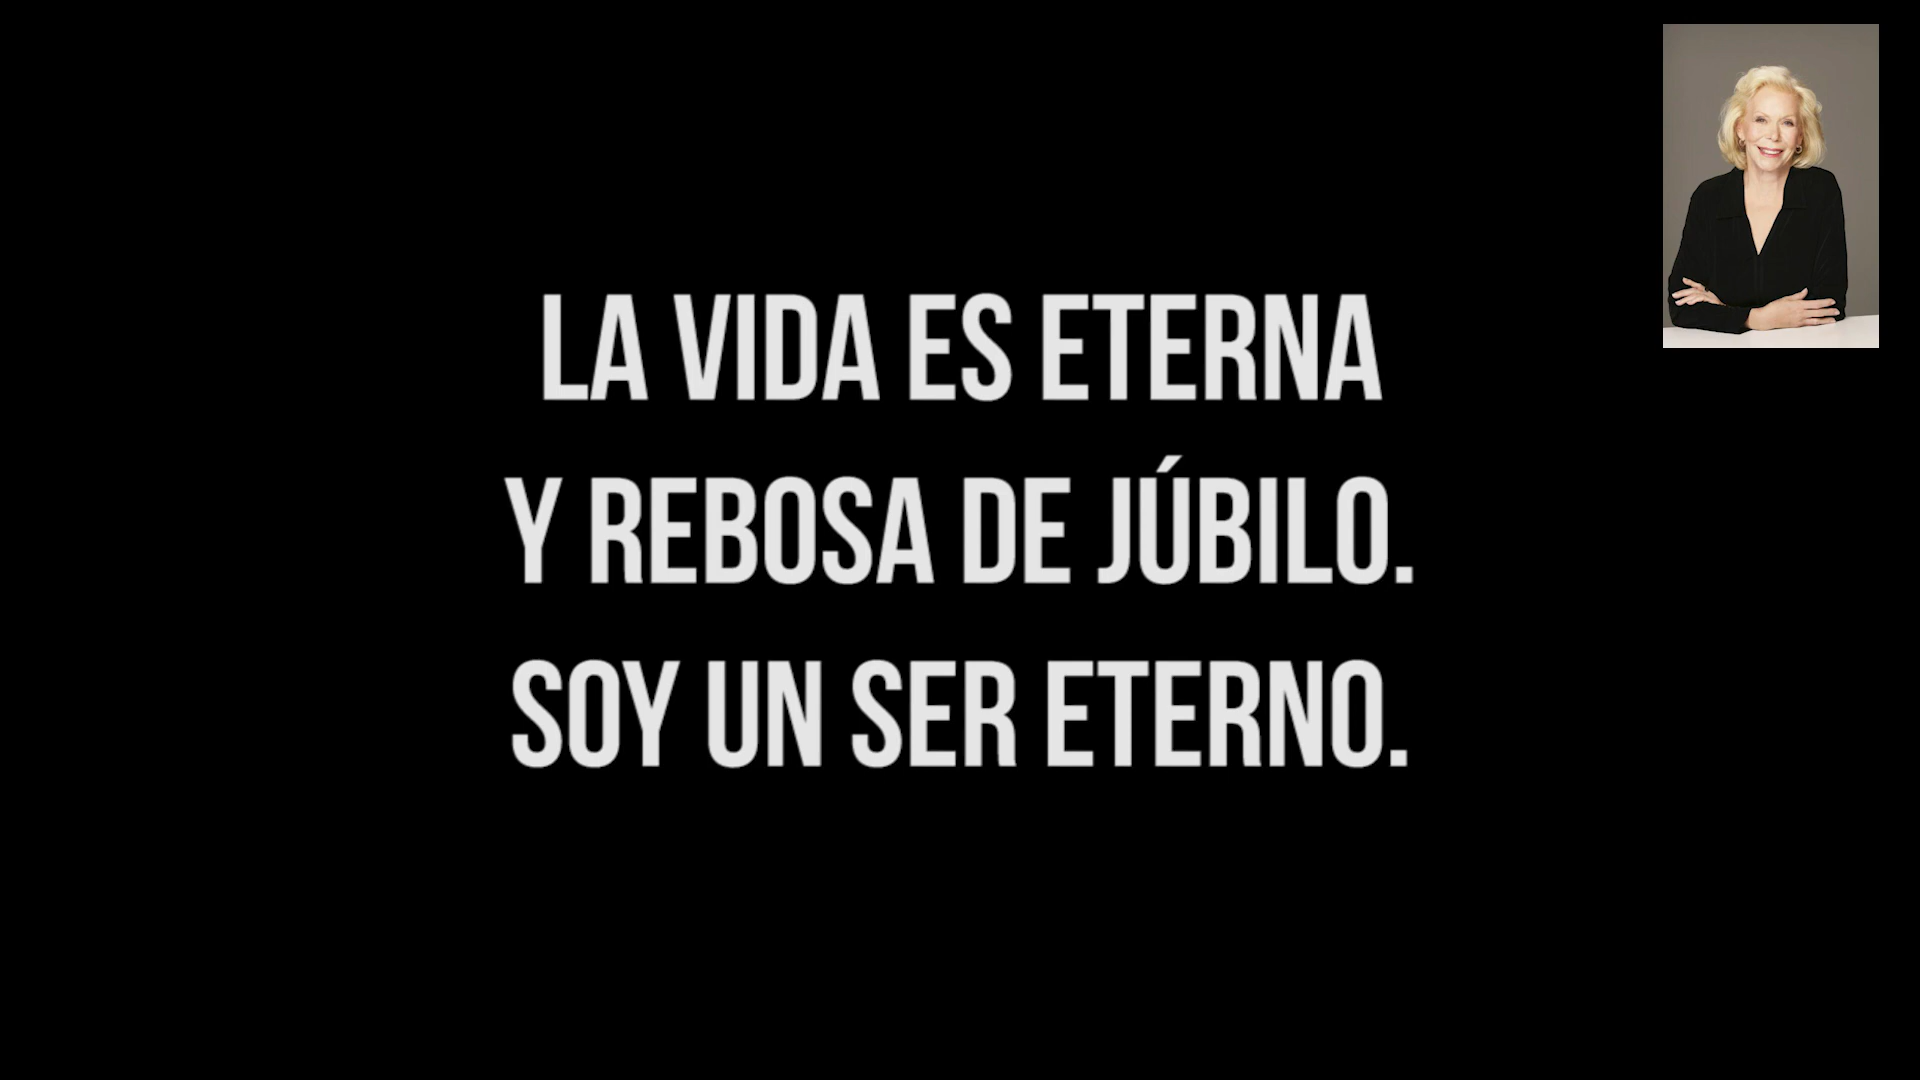 LA VIDA ES ETERNA
Y REBOSA DE JÚBILO.
SOY UN SER ETERNO.